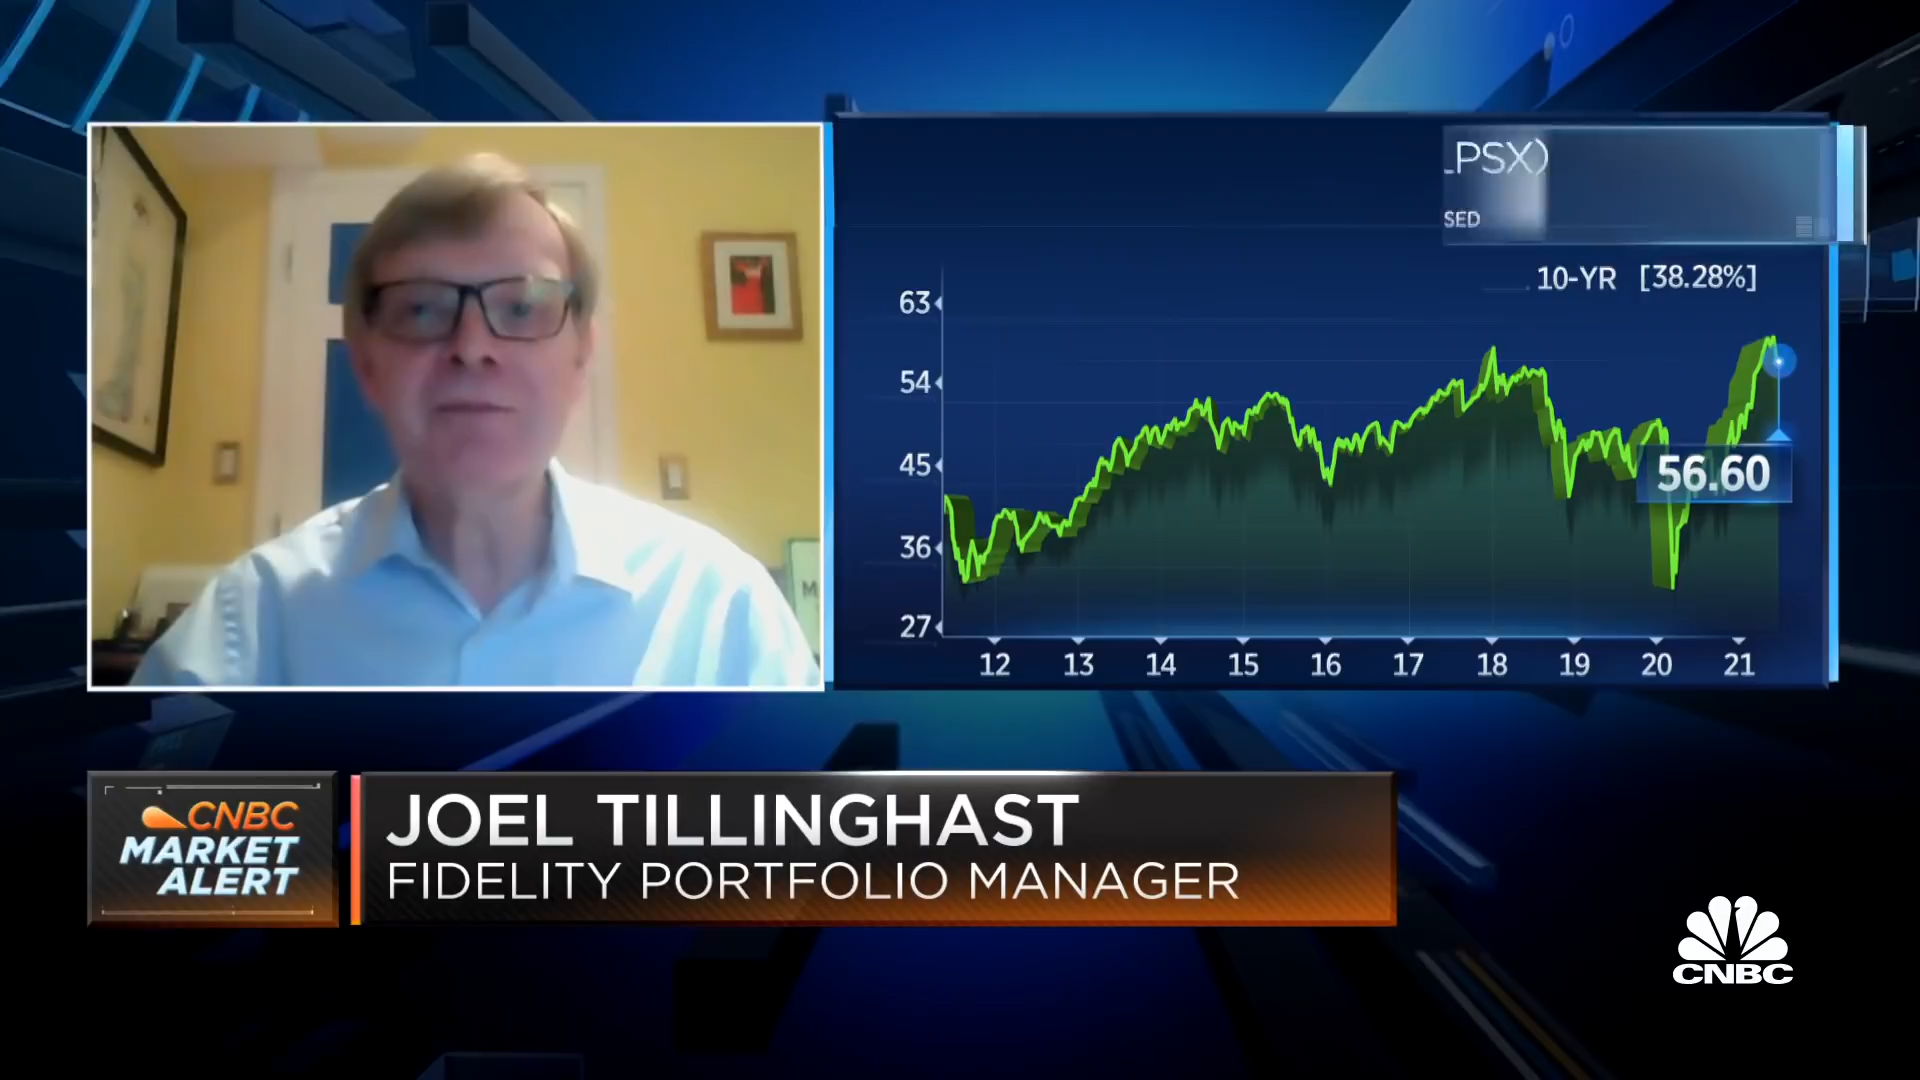 _PSX)
SED
10-YR [38.28%]
63
54
45
36
27
56.60
12 13 14 15 16 17 18 19 20 21
CNBC
MARKET
ALERT
JOEL TILLINGHAST
FIDELITY PORTFOLIO MANAGER
CNBC